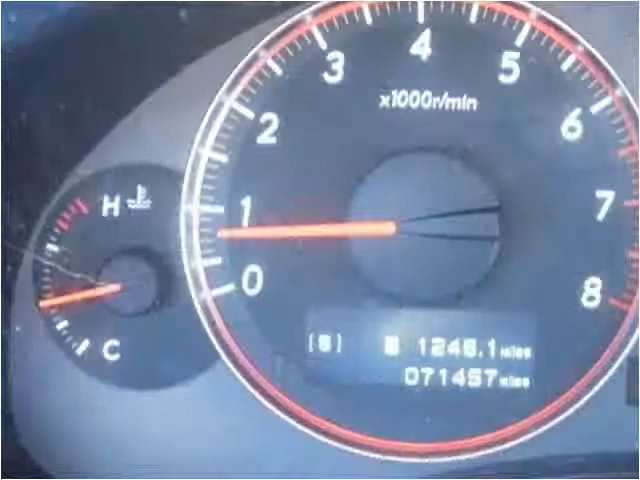 4
3 5
x1000r/min
2 6
H 1 7
0 8
C
[S] B 1246.1 miles
071457 miles